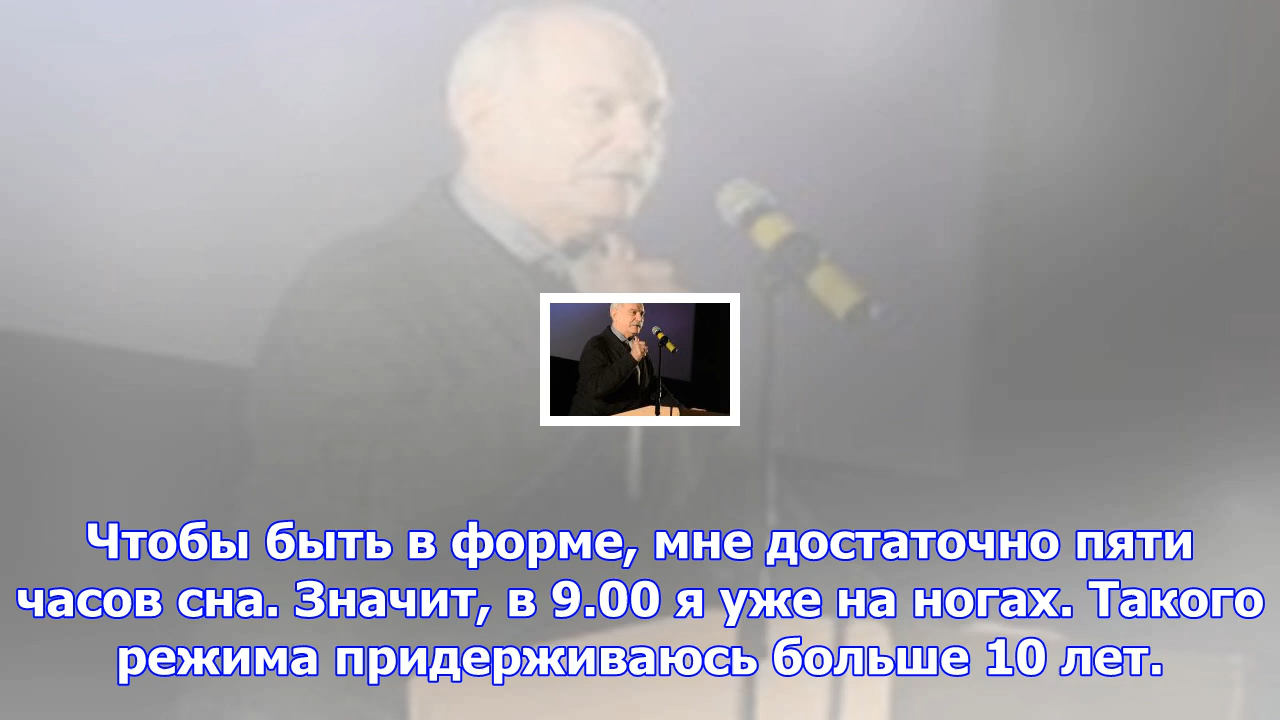 Чтобы быть в форме, мне достаточно пяти
часов сна. Значит, в 9.00 я уже на ногах. Такого
режима придерживаюсь больше 10 лет.